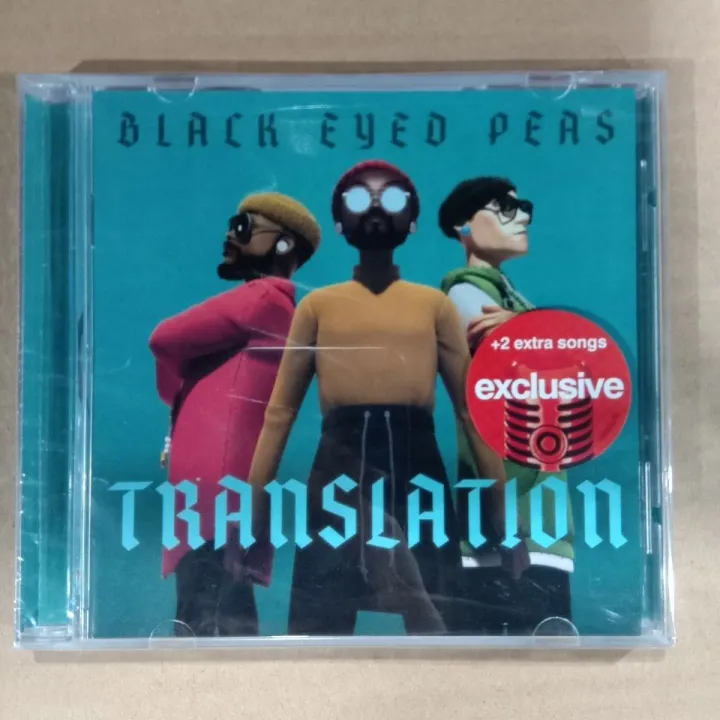 BLACK EYED PEAS
+2 extra songs
exclusive
TRANSLATION